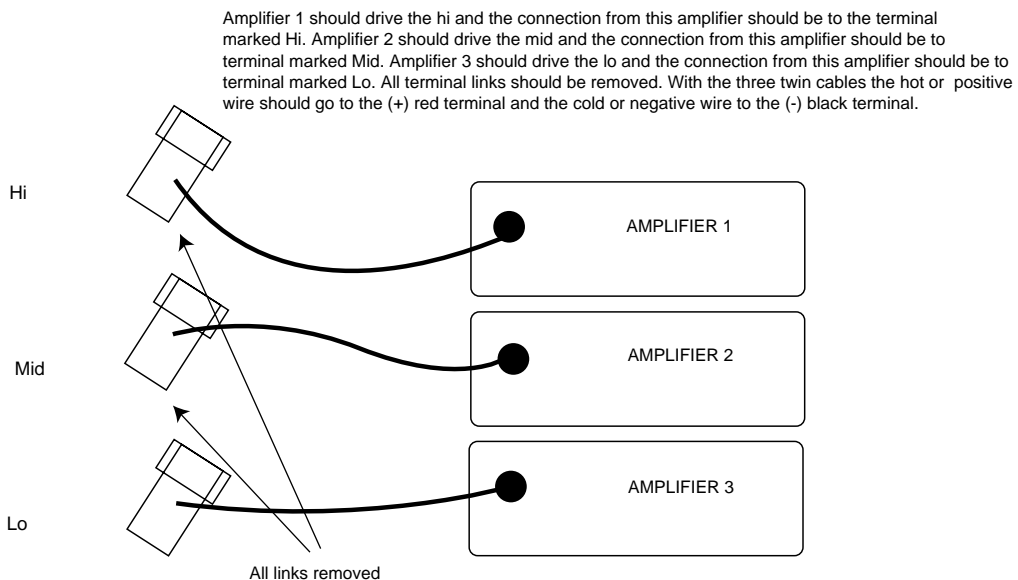 Amplifier 1 should drive the hi and the connection from this amplifier should be to the terminal
marked Hi. Amplifier 2 should drive the mid and the connection from this amplifier should be to
terminal marked Mid. Amplifier 3 should drive the lo and the connection from this amplifier should be to
terminal marked Lo. All terminal links should be removed. With the three twin cables the hot or  positive
wire should go to the (+) red terminal and the cold or negative wire to the (-) black terminal.
Hi
AMPLIFIER 1
Mid
AMPLIFIER 2
Lo
AMPLIFIER 3
All links removed